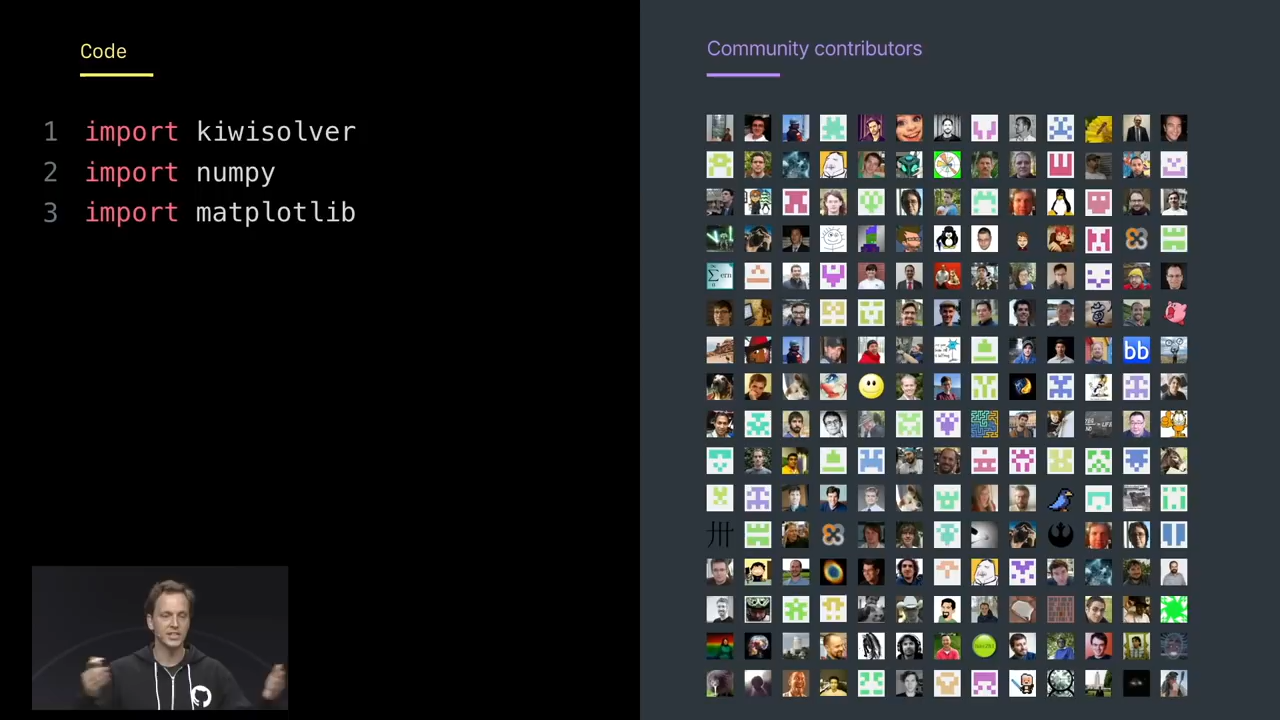 Code
Community contributors
1 import kiwisolver
2 import numpy
3 import matplotlib
bb